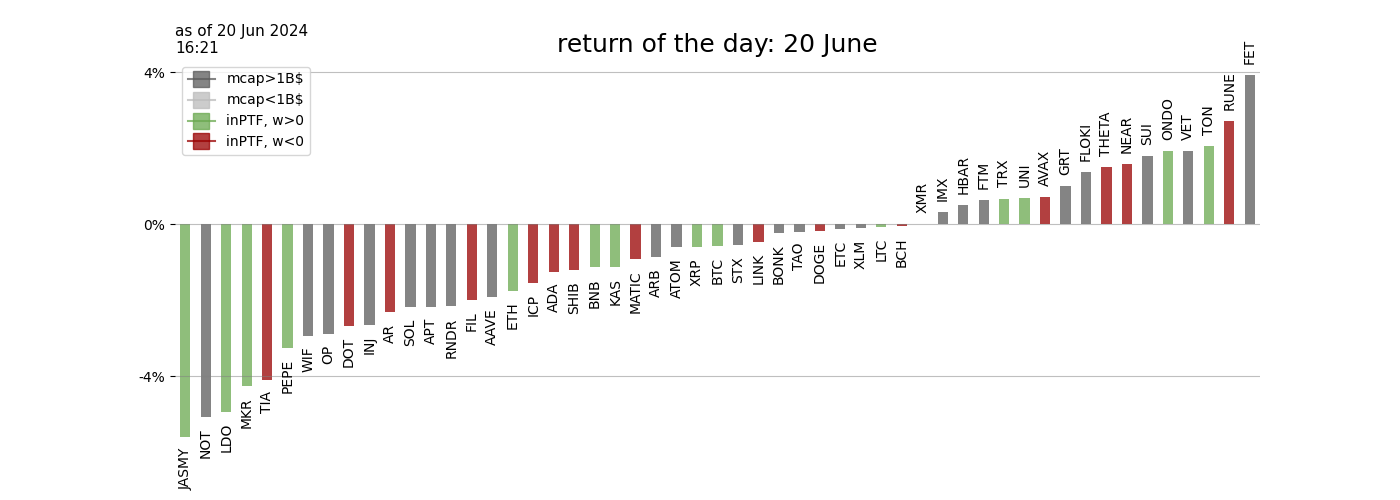 as of 20 Jun 2024
16:21
return of the day: 20 June
4%
0%
-4%
mcap>1B$
mcap<1B$
inPTF, w>0
inPTF, w<0
JASMY
NOT
LDO
MKR
TIA
PEPE
WIF
OP
DOT
INJ
AR
SOL
APT
RNDR
FIL
AAVE
ETH
ICP
ADA
SHIB
BNB
KAS
MATIC
ARB
ATOM
XRP
BTC
STX
LINK
BONK
TAO
DOGE
ETC
XLM
LTC
BCH
XMR
IMX
HBAR
FTM
TRX
UNI
AVAX
GRT
FLOKI
THETA
NEAR
SUI
ONDO
VET
TON
RUNE
FET